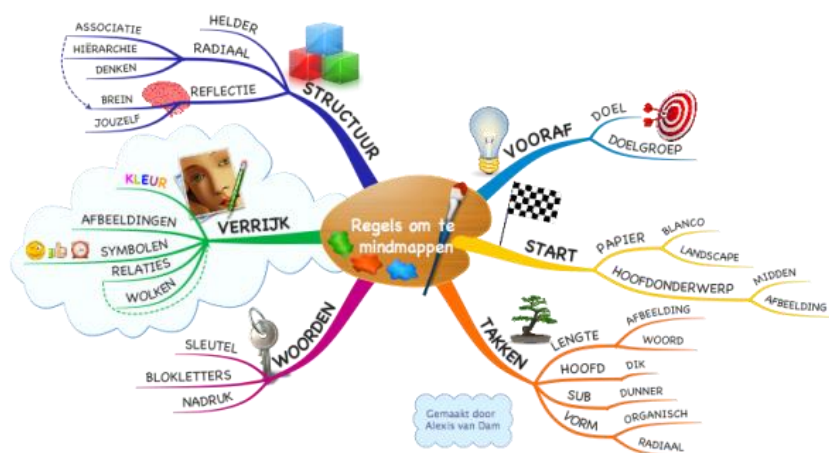 Regels om te
mindmappen
VOORAF
DOEL
DOELGROEP
START
PAPIER
BLANCO
LANDSCAPE
HOOFDONDERWERP
MIDDEN
AFBEELDING
TAKKEN
LENGTE
AFBEELDING
WOORD
HOOFD
DIK
SUB
DUNNER
VORM
ORGANISCH
RADIAAL
WOORDEN
SLEUTEL
BLOKLETTERS
NADRUK
VERRIJK
KLEUR
AFBEELDINGEN
SYMBOLEN
RELATIES
WOLKEN
STRUCTUUR
HELDER
RADIAAL
ASSOCIATIE
HIËRARCHIE
DENKEN
REFLECTIE
BREIN
JOUZELF
Gemaakt door
Alexis van Dam